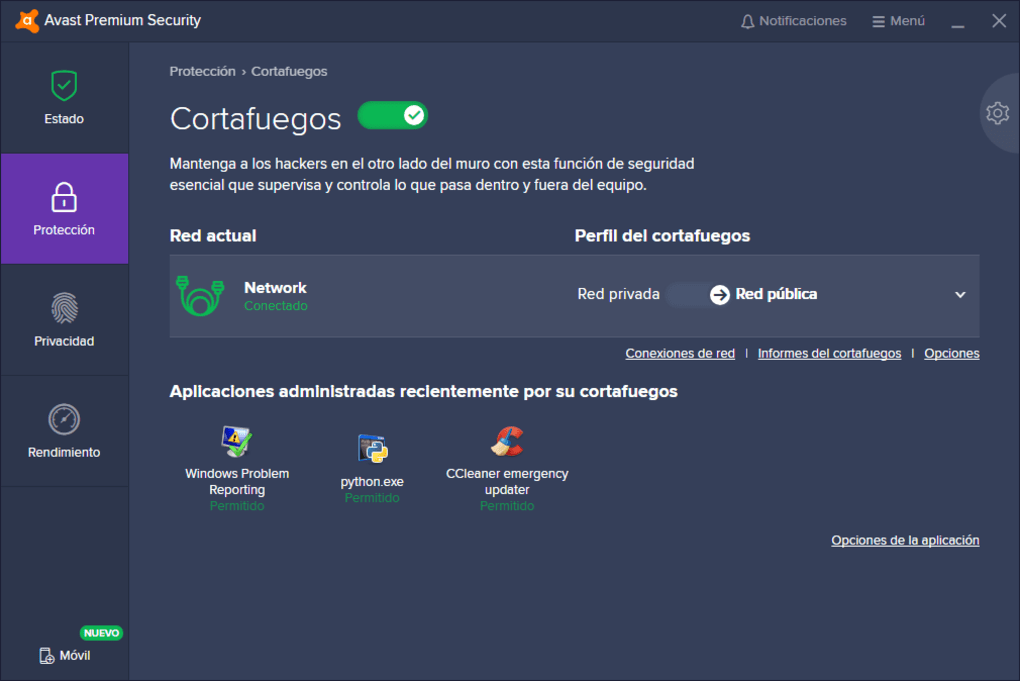 Avast Premium Security
Notificaciones
Menú
Estado
Protección
Privacidad
Rendimiento
NUEVO
Móvil
Protección › Cortafuegos
Cortafuegos
Mantenga a los hackers en el otro lado del muro con esta función de seguridad
esencial que supervisa y controla lo que pasa dentro y fuera del equipo.
Red actual
Perfil del cortafuegos
Network
Conectado
Red privada
Red pública
Conexiones de red | Informes del cortafuegos | Opciones
Aplicaciones administradas recientemente por su cortafuegos
Windows Problem
Reporting
Permitido
python.exe
Permitido
CCleaner emergency
updater
Permitido
Opciones de la aplicación